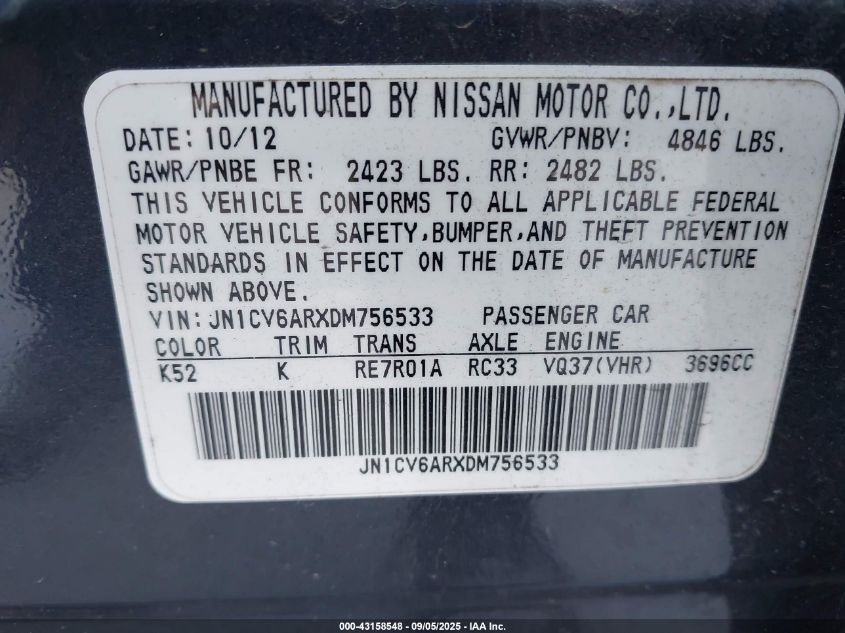 MANUFACTURED BY NISSAN MOTOR CO.,LTD.
DATE: 10/12 GVWR/PNBV: 4846 LBS.
GAWR/PNBE FR: 2423 LBS. RR: 2482 LBS.
THIS VEHICLE CONFORMS TO ALL APPLICABLE FEDERAL
MOTOR VEHICLE SAFETY,BUMPER,AND THEFT PREVENTION
STANDARDS IN EFFECT ON THE DATE OF MANUFACTURE
SHOWN ABOVE.
VIN:JN1CV6ARXDM756533 PASSENGER CAR
COLOR TRIM TRANS AXLE ENGINE
K52 K RE7R01A RC33 VQ37(VHR) 3696CC
JN1CV6ARXDM756533
000-43158548 - 09/05/2025 - IAA Inc.